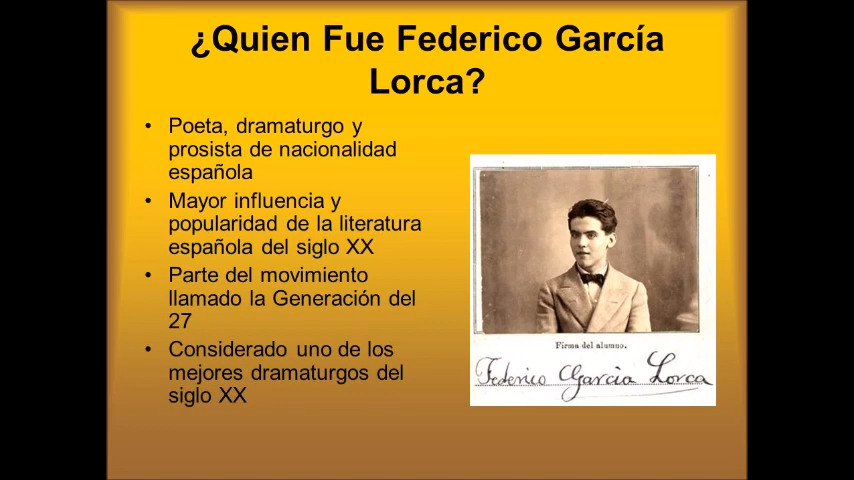 ¿Quien Fue Federico García
Lorca?
• Poeta, dramaturgo y
prosista de nacionalidad
española
• Mayor influencia y
popularidad de la literatura
española del siglo XX
• Parte del movimiento
llamado la Generación del
27
• Considerado uno de los
mejores dramaturgos del
siglo XX
Firma del alumno.
Federico García Lorca